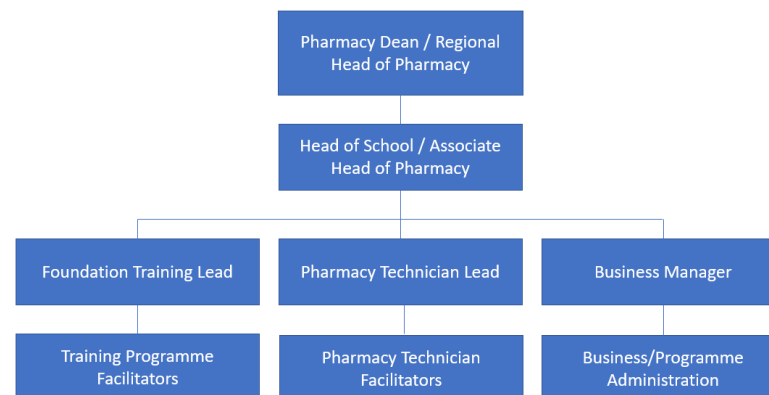 Pharmacy Dean / Regional
Head of Pharmacy
Head of School / Associate
Head of Pharmacy
Foundation Training Lead
Pharmacy Technician Lead
Business Manager
Training Programme
Facilitators
Pharmacy Technician
Facilitators
Business/Programme
Administration